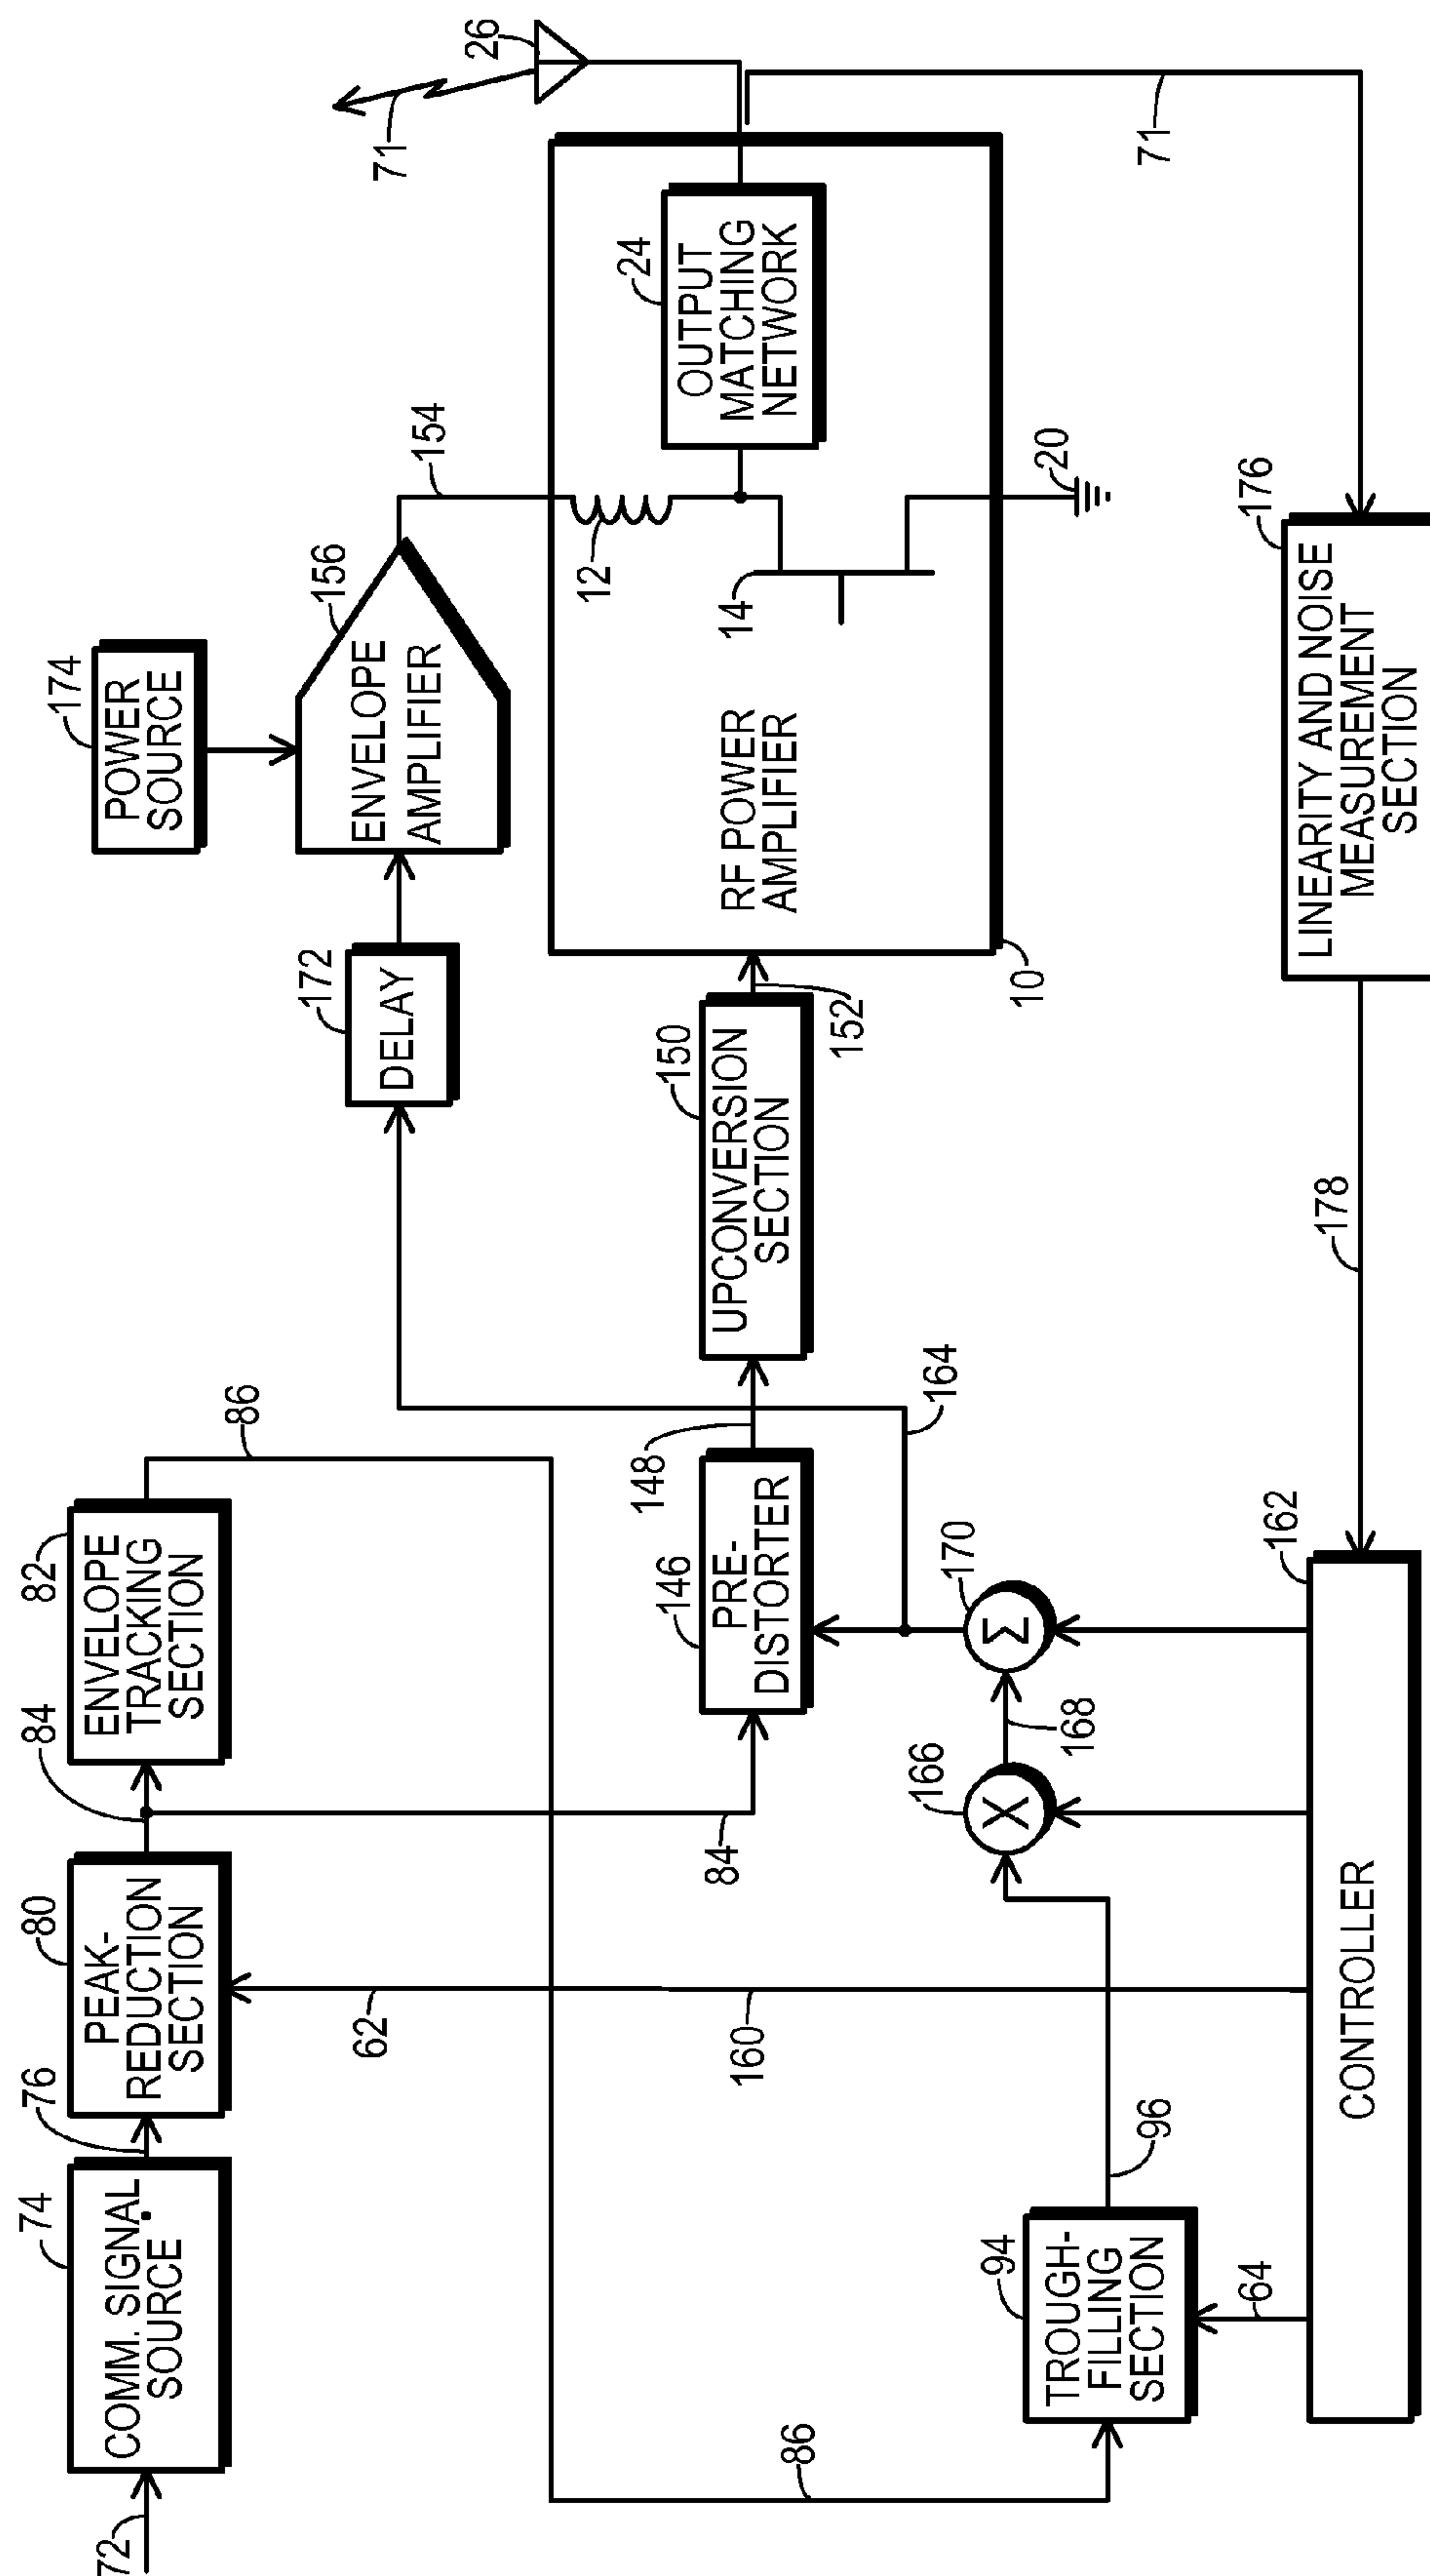 72
74
COMM. SIGNAL
SOURCE
76
80
PEAK-
REDUCTION
SECTION
84
82
ENVELOPE
TRACKING
SECTION
86
174
POWER
SOURCE
172
DELAY
156
ENVELOPE
AMPLIFIER
154
71
26
62
84
146
PRE-
DISTORTER
148
150
UPCONVERSION
SECTION
152
RF POWER
AMPLIFIER
10
12
14
24
OUTPUT
MATCHING
NETWORK
20
86
160
164
94
TROUGH-
FILLING
SECTION
96
166
X
168
170
Σ
64
162
CONTROLLER
178
176
LINEARITY AND NOISE
MEASUREMENT
SECTION
71